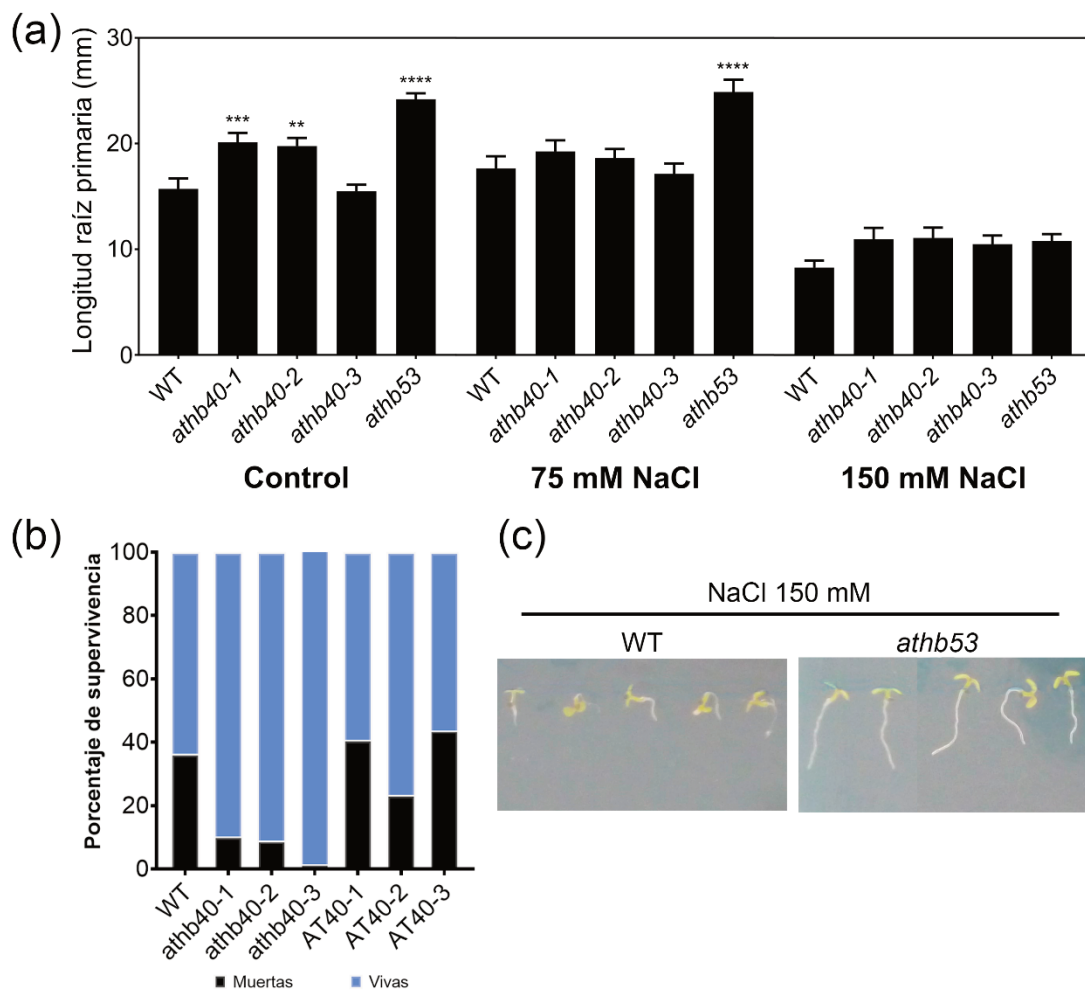 (a)
Longitud raíz primaria (mm)
30
20
10
0
*** ** **** ****
WT athb40-1 athb40-2 athb40-3 athb53 WT athb40-1 athb40-2 athb40-3 athb53 WT athb40-1 athb40-2 athb40-3 athb53
Control 75 mM NaCl 150 mM NaCl
(b)
Porcentaje de supervivencia
100
80
60
40
20
0
WT athb40-1 athb40-2 athb40-3 AT40-1 AT40-2 AT40-3
Muertas Vivas
(c)
NaCl 150 mM
WT athb53